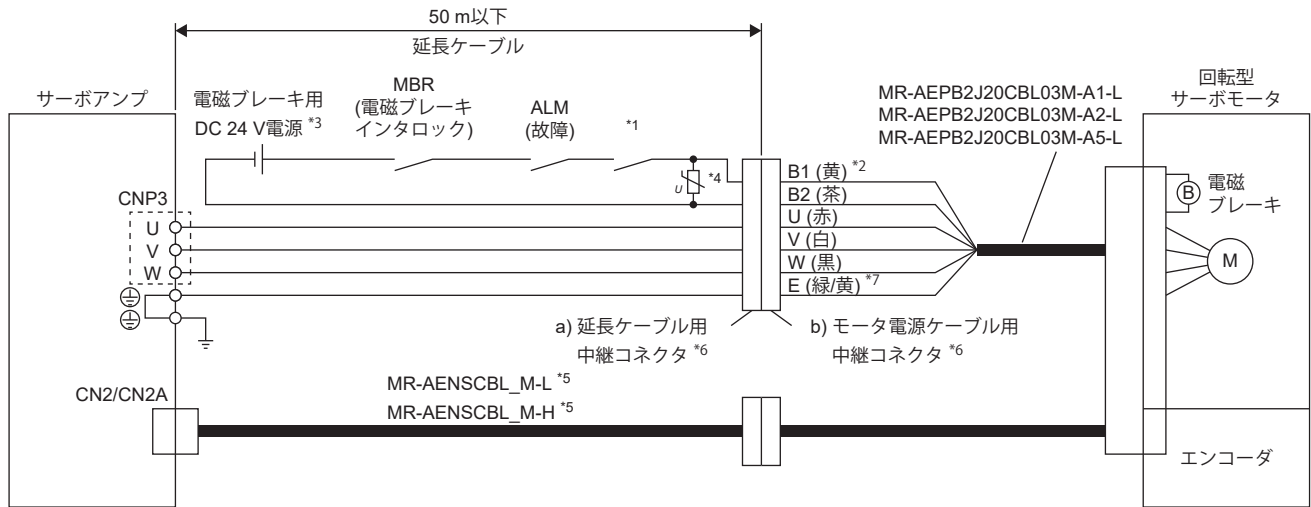 50 m以下
延長ケーブル
サーボアンプ
電磁ブレーキ用
DC 24 V電源 *3
MBR
(電磁ブレーキ
インタロック)
ALM
(故障)
*1
U
*4
MR-AEPB2J20CBL03M-A1-L
MR-AEPB2J20CBL03M-A2-L
MR-AEPB2J20CBL03M-A5-L
回転型
サーボモータ
B1 (黄) *2
B2 (茶)
U (赤)
V (白)
W (黒)
E (緑/黄) *7
B
電磁
ブレーキ
M
CNP3
U
V
W
a) 延長ケーブル用
中継コネクタ *6
b) モータ電源ケーブル用
中継コネクタ *6
CN2/CN2A
MR-AENSCBL_M-L *5
MR-AENSCBL_M-H *5
エンコーダ